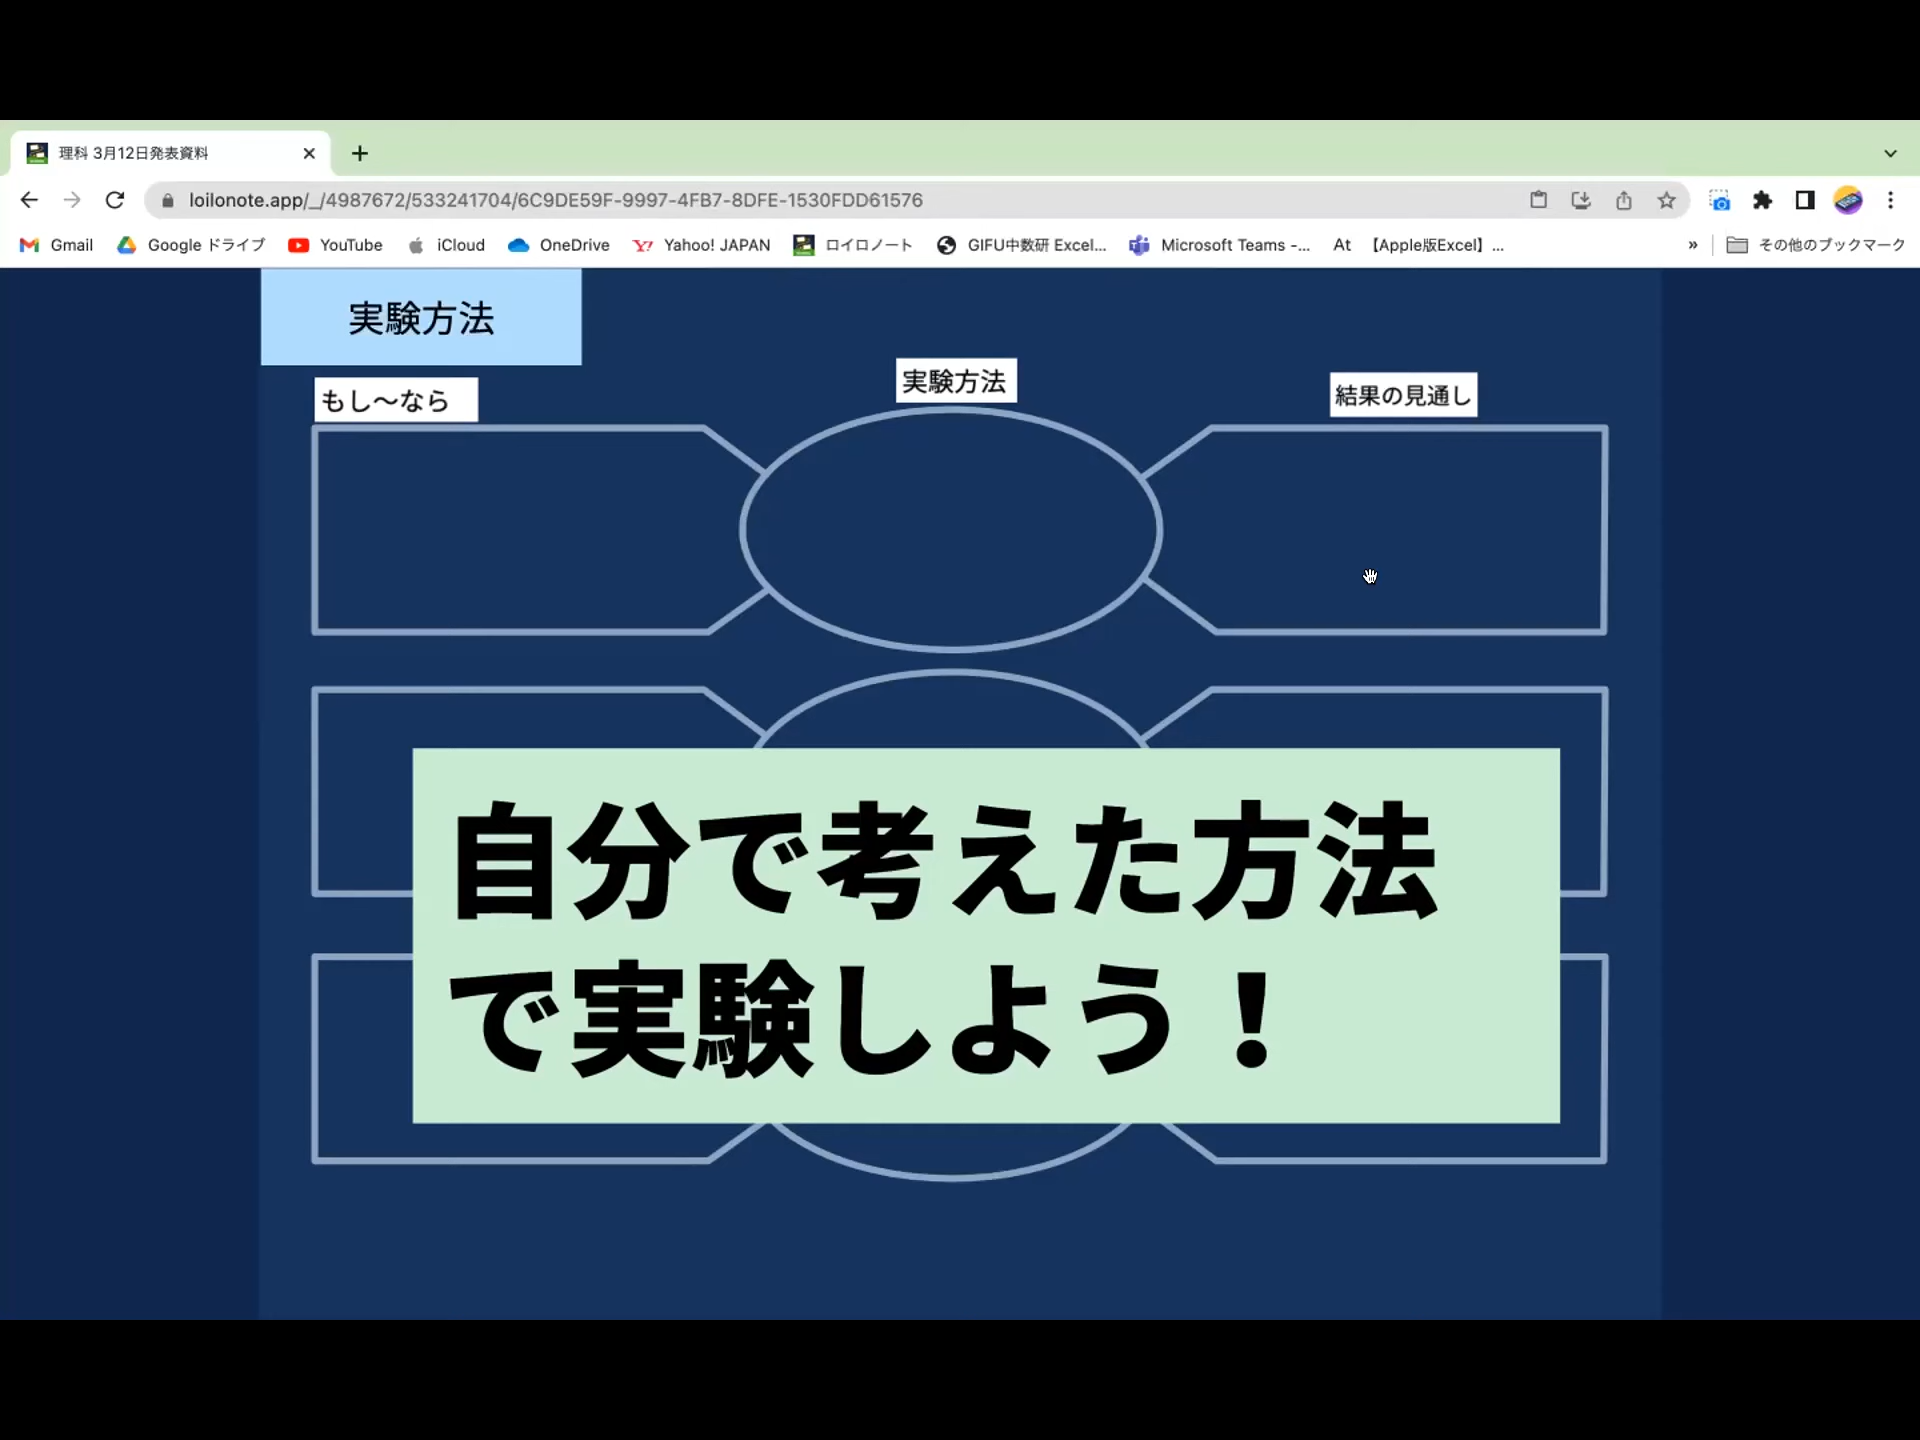 理科 3月12日発表資料
loilonote.app/_/4987672/533241704/6C9DE59F-9997-4FB7-8DFE-1530FDD61576
Gmail Google ドライブ YouTube iCloud OneDrive Yahoo! JAPAN ロイロノート GIFU中数研 Excel... Microsoft Teams -... At 【Apple版Excel】... » その他のブックマーク
実験方法
もし〜なら
実験方法
結果の見通し
自分で考えた方法
で実験しよう！